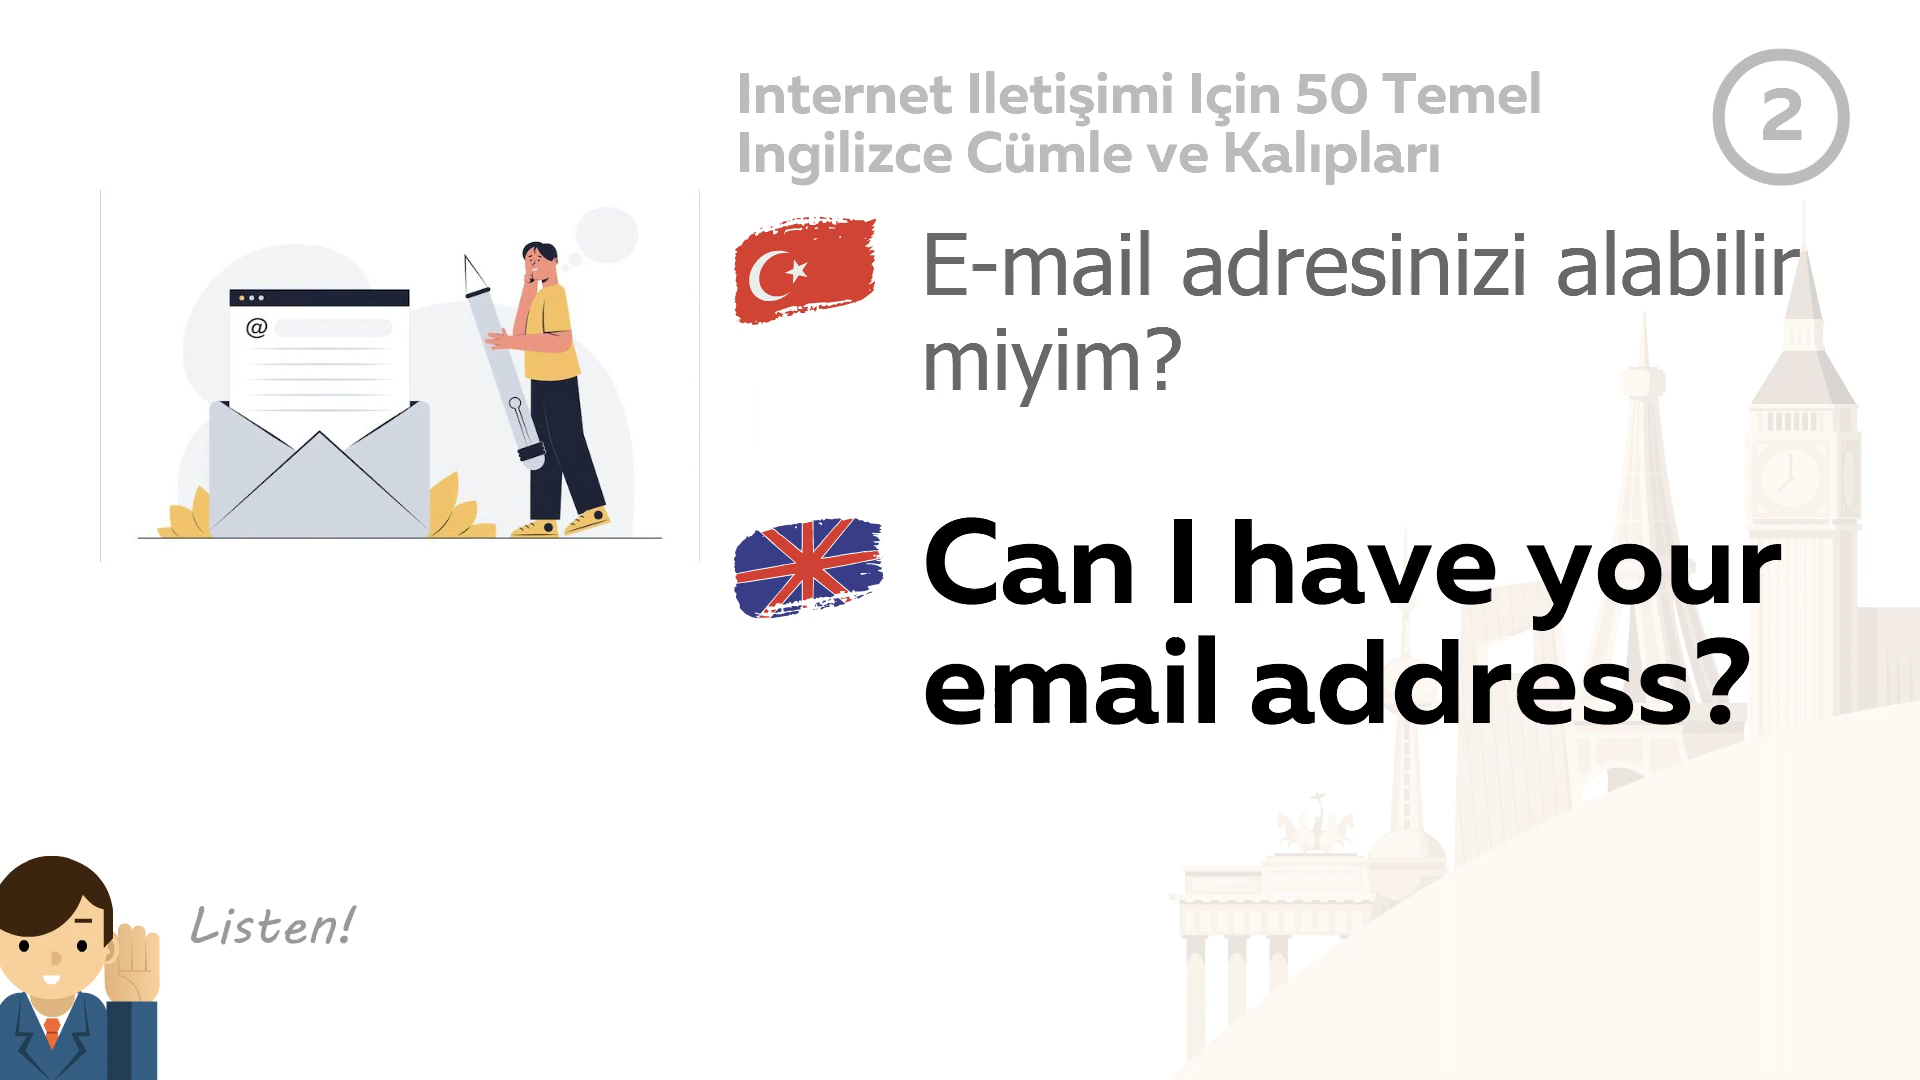 Internet Iletişimi Için 50 Temel
Ingilizce Cümle ve Kalıpları
2
E-mail adresinizi alabilir
miyim?
@
Can I have your
email address?
Listen!